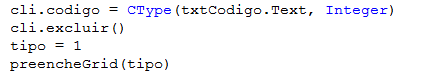 cli.codigo = CType(txtCodigo.Text, Integer)
cli.excluir()
tipo = 1
preencheGrid(tipo)